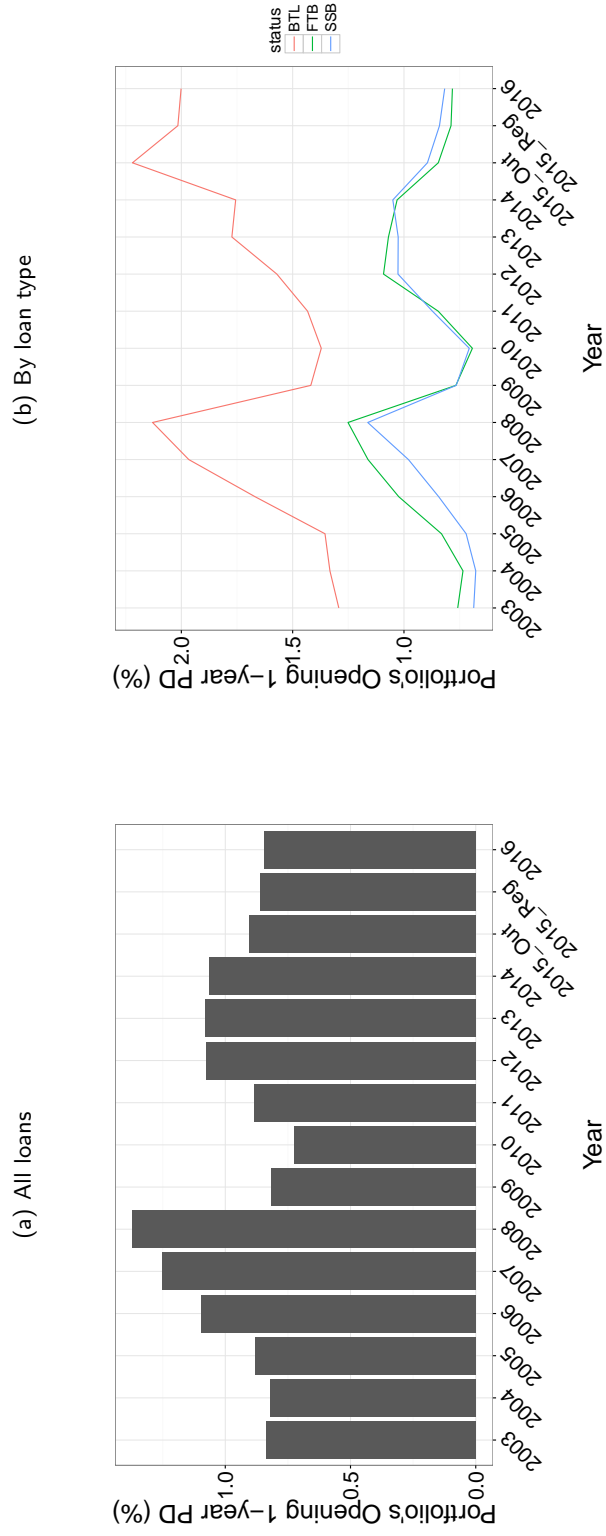 (a) All loans
Portfolio's Opening 1−year PD (%)
1.0
0.5
0.0
2003
2004
2005
2006
2007
2008
2009
2010
2011
2012
2013
2014
2015_Out
2015_Reg
2016
Year
(b) By loan type
Portfolio's Opening 1−year PD (%)
2.0
1.5
1.0
2003
2004
2005
2006
2007
2008
2009
2010
2011
2012
2013
2014
2015_Out
2015_Reg
2016
Year
status
BTL
FTB
SSB